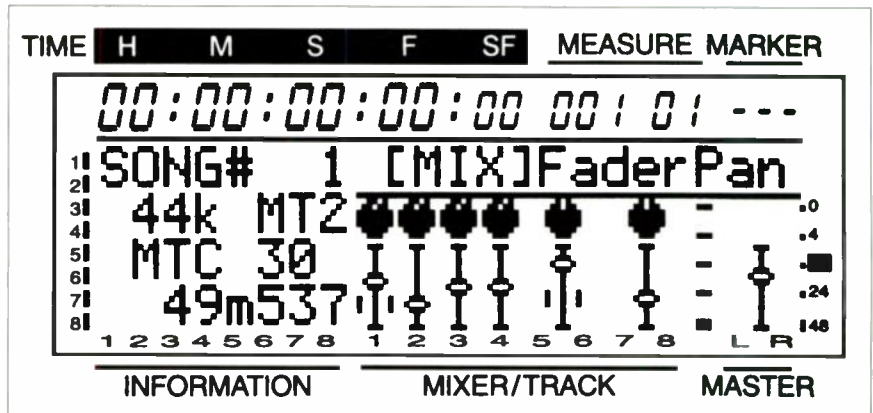 TIME H M S F SF MEASURE MARKER
00:00:00:00:00 001 01 ---
1 SONG# 1 [MIX]FaderPan
2
3 44k MT2 0
4 4
5 MTC 30
6
7 49m537 24
8 48
1 2 3 4 5 6 7 8 1 2 3 4 5 6 7 8 L R
INFORMATION MIXER/TRACK MASTER